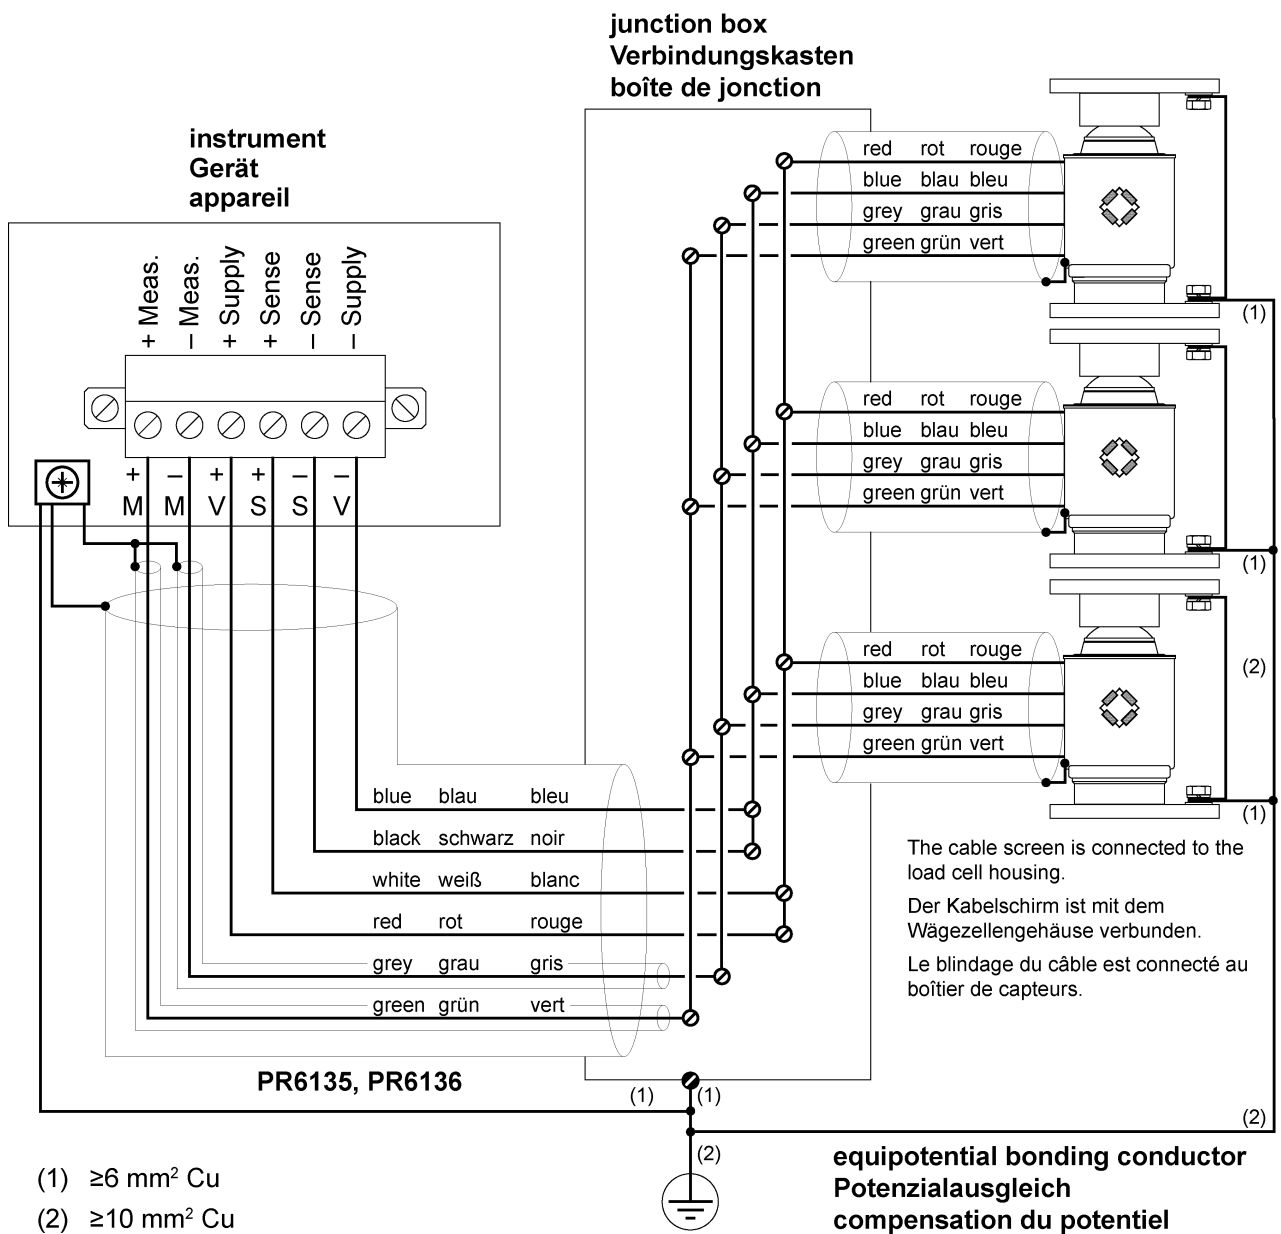 junction box
Verbindungskasten
boîte de jonction
instrument
Gerät
appareil
+ Meas.
– Meas.
+ Supply
+ Sense
– Sense
– Supply
+ – + + – –
M M V S S V
red rot rouge
blue blau bleu
grey grau gris
green grün vert
(1)
red rot rouge
blue blau bleu
grey grau gris
green grün vert
(1)
red rot rouge
blue blau bleu
grey grau gris
green grün vert
(2)
(1)
blue blau bleu
black schwarz noir
white weiß blanc
red rot rouge
grey grau gris
green grün vert
The cable screen is connected to the
load cell housing.
Der Kabelschirm ist mit dem
Wägezellengehäuse verbunden.
Le blindage du câble est connecté au
boîtier de capteurs.
PR6135, PR6136
(1) (1)
(2)
(2)
equipotential bonding conductor
Potenzialausgleich
compensation du potentiel
(1) ≥6 mm² Cu
(2) ≥10 mm² Cu